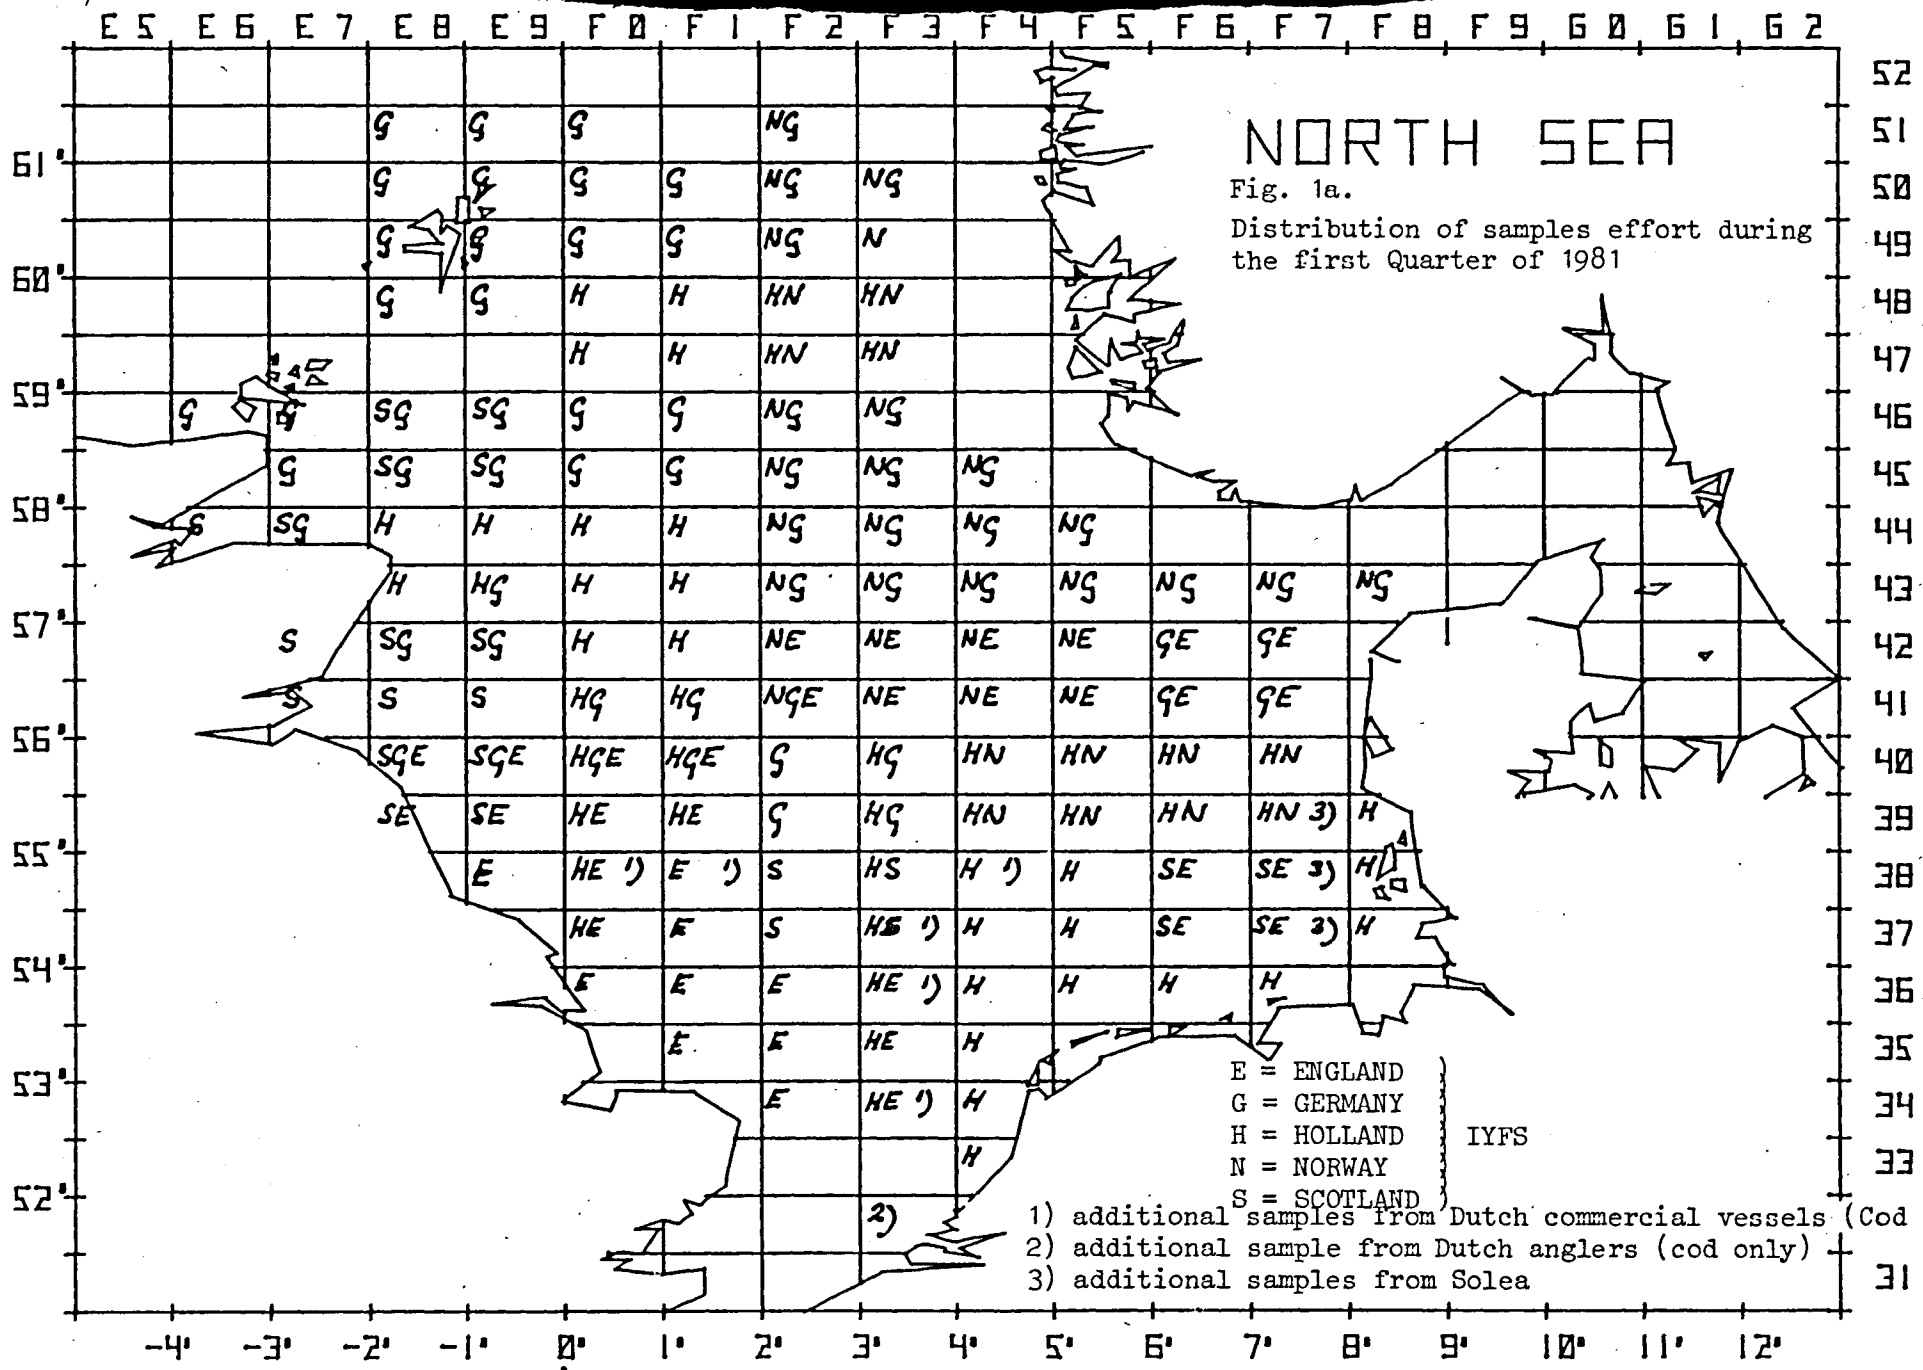 E5 E6 E7 E8 E9 F0 F1 F2 F3 F4 F5 F6 F7 F8 F9 G0 G1 G2
52
NORTH SEA
Fig. 1a.
Distribution of samples effort during
the first Quarter of 1981
G G G NG 51
61°
G G G G NG NG 50
G G G G NG N 49
60°
G G H H HN HN 48
H H HN HN 47
59°
G G SG SG G G NG NG 46
G SG SG G G NG NG NG 45
58°
S SG H H H H NG NG NG NG 44
H HG H H NG NG NG NG NG NG NG 43
57°
S SG SG H H NE NE NE NE GE GE 42
S S S HG HG NGE NE NE NE GE GE 41
56°
SGE SGE HGE HGE G HG HN HN HN HN 40
SE SE HE HE G HG HN HN HN HN 3) H 39
55°
E HE 1) E 1) S HS H 1) H SE SE 3) H 38
HE E S HS 1) H H SE SE 3) H 37
54°
E E E HE 1) H H H H 36
E E HE H 35
53°
E HE 1) H 34
H 33
52°
2)
31
E = ENGLAND
G = GERMANY
H = HOLLAND
N = NORWAY
S = SCOTLAND
IYFS
1) additional samples from Dutch commercial vessels (Cod
2) additional sample from Dutch anglers (cod only)
3) additional samples from Solea
-4° -3° -2° -1° 0° 1° 2° 3° 4° 5° 6° 7° 8° 9° 10° 11° 12°